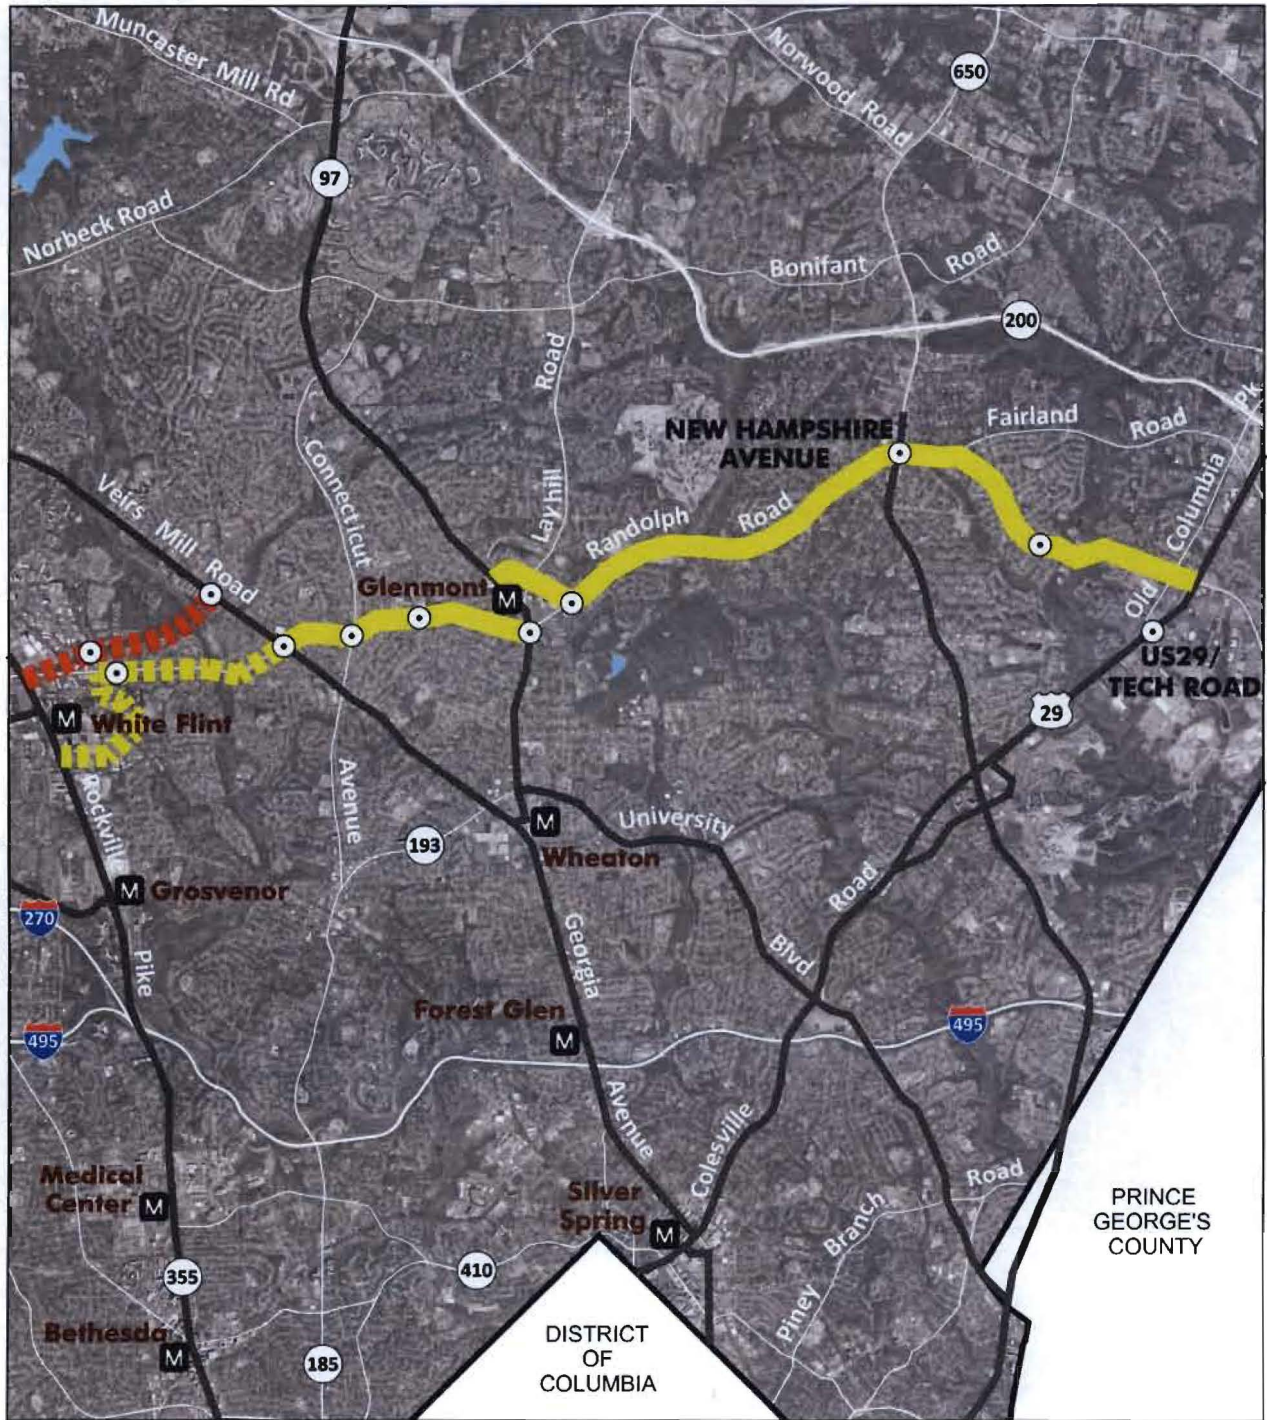 Muncaster Mill Rd
Norwood Road
650
97
Norbeck Road
Bonifant
Road
200
Road
NEW HAMPSHIRE
AVENUE
Fairland
Road
Pk
Columbia
Old
Connecticut
Veirs Mill Road
Layhill
Randolph
Road
Glenmont
M
US29/
TECH ROAD
29
M
White Flint
Rockville
Avenue
193
University
M
Wheaton
M
Grosvenor
270
Road
Georgia
Blvd
Pike
Forest Glen
M
495
495
Avenue
Colesville
Medical
Center
M
Silver
Spring
M
Road
Branch
Piney
PRINCE
GEORGE'S
COUNTY
355
410
Bethesda
M
185
DISTRICT
OF
COLUMBIA